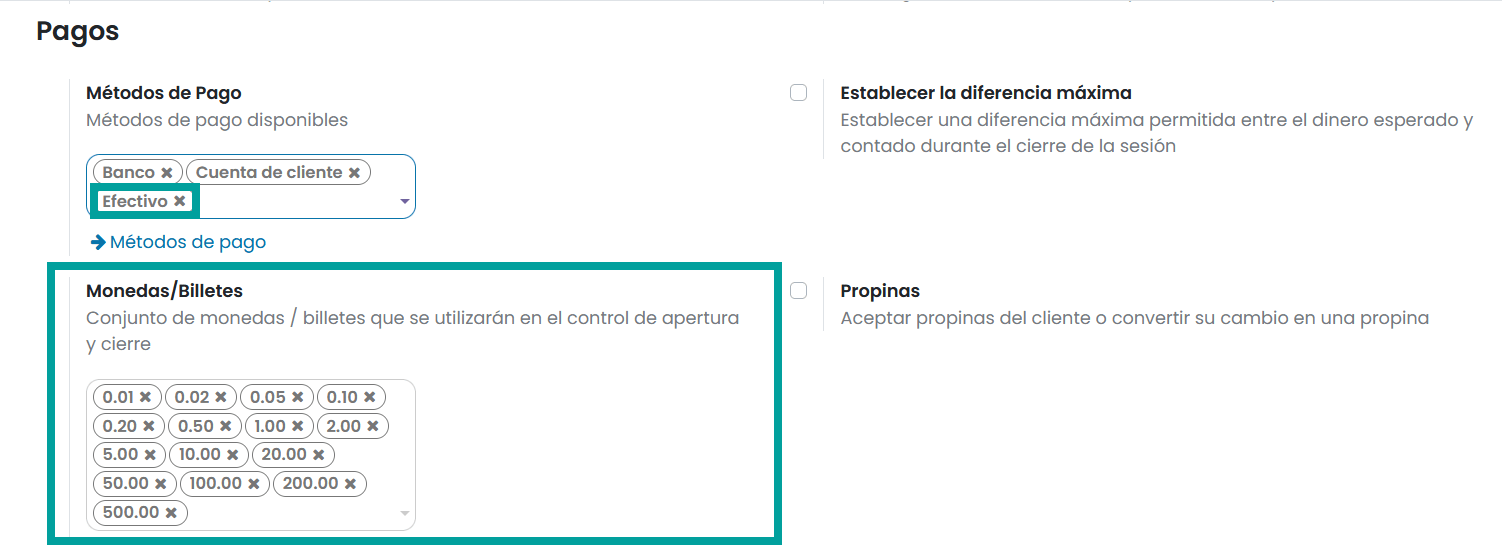 Pagos
Métodos de Pago
Métodos de pago disponibles
Banco ✖ Cuenta de cliente ✖
Efectivo ✖
➔ Métodos de pago
Establecer la diferencia máxima
Establecer una diferencia máxima permitida entre el dinero esperado y
contado durante el cierre de la sesión
Monedas/Billetes
Conjunto de monedas / billetes que se utilizarán en el control de apertura
y cierre
0.01 ✖ 0.02 ✖ 0.05 ✖ 0.10 ✖
0.20 ✖ 0.50 ✖ 1.00 ✖ 2.00 ✖
5.00 ✖ 10.00 ✖ 20.00 ✖
50.00 ✖ 100.00 ✖ 200.00 ✖
500.00 ✖
Propinas
Aceptar propinas del cliente o convertir su cambio en una propina